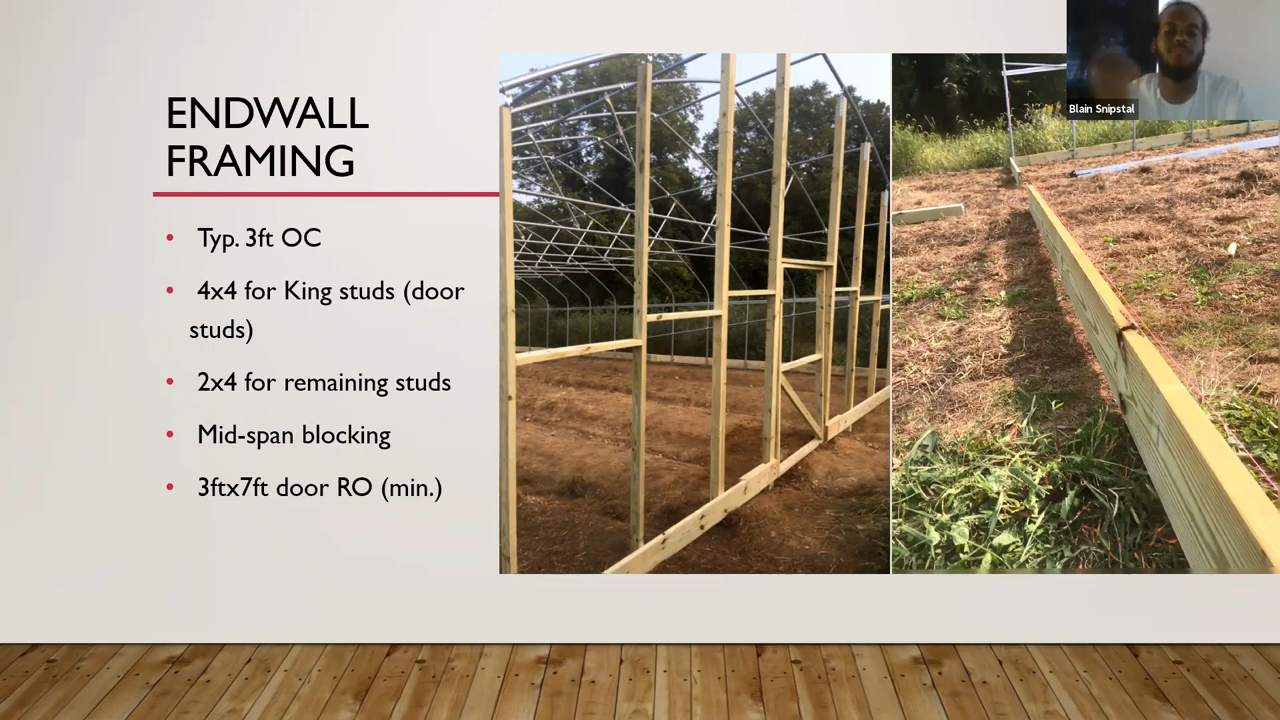 ENDWALL
FRAMING
• Typ. 3ft OC
• 4x4 for King studs (door
studs)
• 2x4 for remaining studs
• Mid-span blocking
• 3ftx7ft door RO (min.)
Blain Snipstal